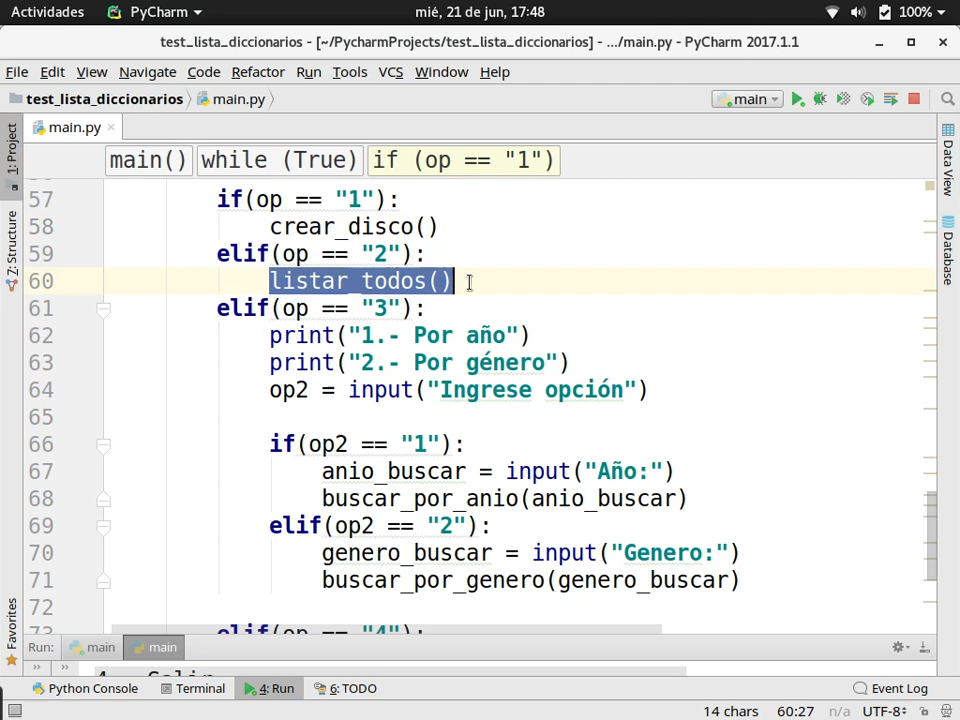 Actividades PyCharm mié, 21 de jun, 17:48 100%
test_lista_diccionarios - [~/PycharmProjects/test_lista_diccionarios] - .../main.py - PyCharm 2017.1.1
File Edit View Navigate Code Refactor Run Tools VCS Window Help
test_lista_diccionarios main.py main
main.py
main() while (True) if (op == "1")
57 if(op == "1"):
58 crear_disco()
59 elif(op == "2"):
60 listar_todos()
61 elif(op == "3"):
62 print("1.- Por año")
63 print("2.- Por género")
64 op2 = input("Ingrese opción")
65
66 if(op2 == "1"):
67 anio_buscar = input("Año:")
68 buscar_por_anio(anio_buscar)
69 elif(op2 == "2"):
70 genero_buscar = input("Genero:")
71 buscar_por_genero(genero_buscar)
72
73 elif(op == "4"):
1: Project
7: Structure
Favorites
Data View
Database
Run: main main
4.- Salir
Python Console Terminal 4: Run 6: TODO Event Log
14 chars 60:27 n/a UTF-8